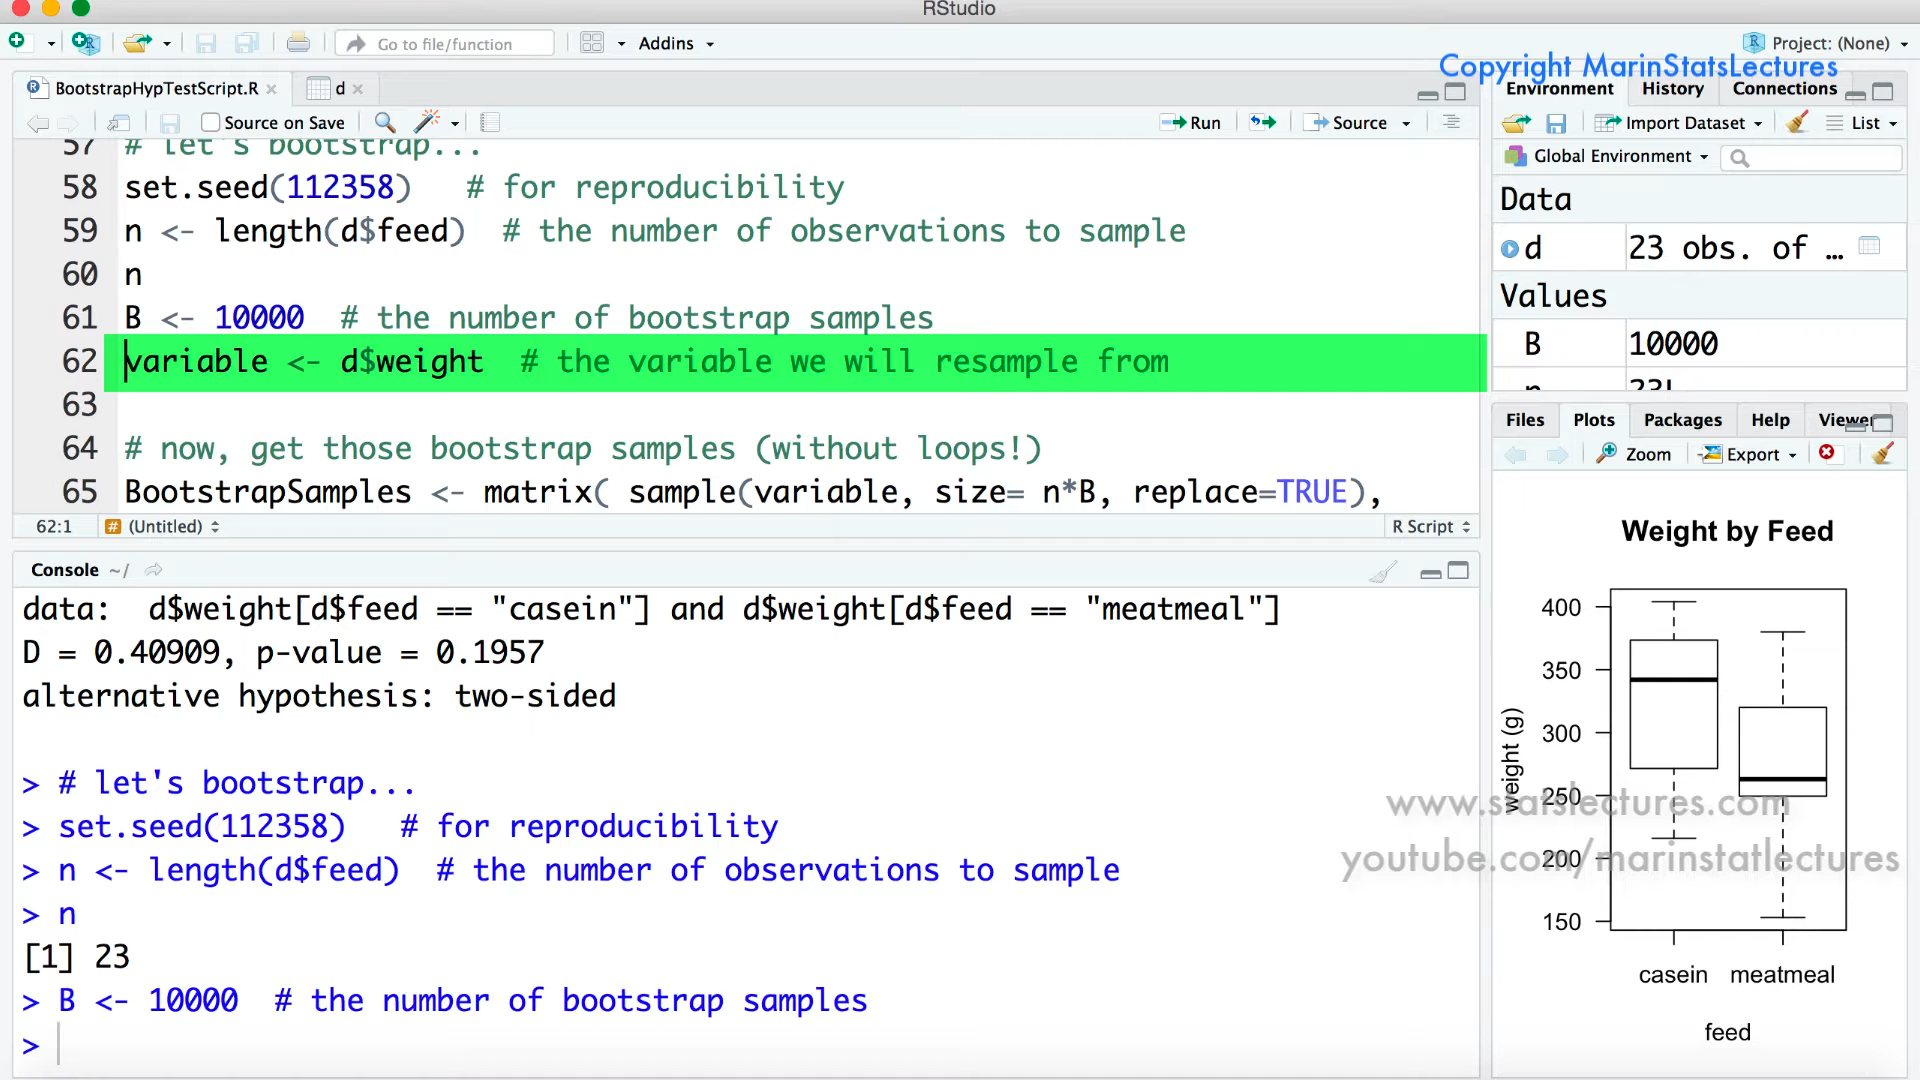 RStudio
Go to file/function
Addins
Project: (None)
Copyright MarinStatsLectures
BootstrapHypTestScript.R
d
Source on Save
Run
Source
57 # let's bootstrap...
58 set.seed(112358)   # for reproducibility
59 n <- length(d$feed)  # the number of observations to sample
60 n
61 B <- 10000  # the number of bootstrap samples
62 variable <- d$weight  # the variable we will resample from
63
64 # now, get those bootstrap samples (without loops!)
65 BootstrapSamples <- matrix( sample(variable, size= n*B, replace=TRUE),
62:1
(Untitled)
R Script
Console ~/
data:  d$weight[d$feed == "casein"] and d$weight[d$feed == "meatmeal"]
D = 0.40909, p-value = 0.1957
alternative hypothesis: two-sided
> # let's bootstrap...
> set.seed(112358)   # for reproducibility
> n <- length(d$feed)  # the number of observations to sample
> n
[1] 23
> B <- 10000  # the number of bootstrap samples
>
Environment
History
Connections
Import Dataset
List
Global Environment
Data
d 23 obs. of …
Values
B 10000
n 23L
Files
Plots
Packages
Help
Viewer
Zoom
Export
Weight by Feed
400
350
300
250
200
150
weight (g)
casein meatmeal
feed
www.statslectures.com
youtube.com/marinstatlectures